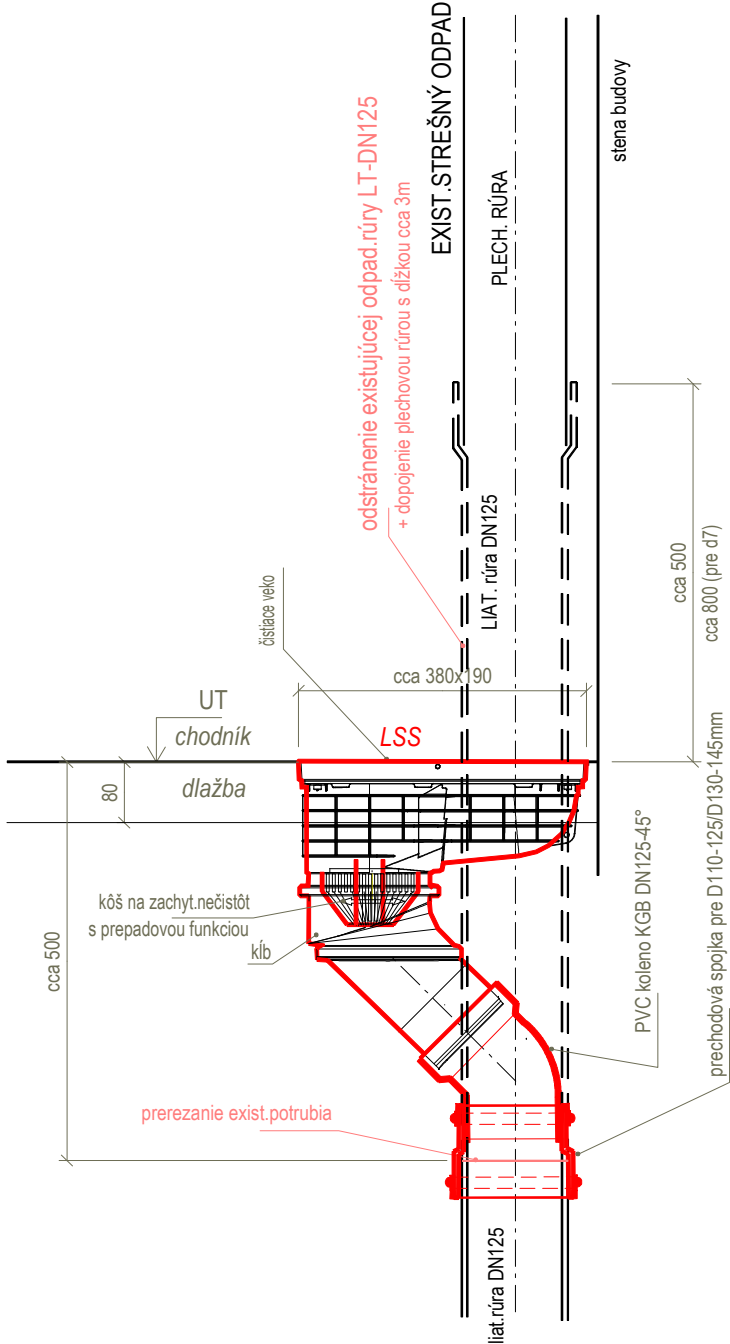 EXIST.STREŠNÝ ODPAD
PLECH. RÚRA
stena budovy
odstránenie existujúcej odpad.rúry LT-DN125
+ dopojenie plechovou rúrou s dĺžkou cca 3m
LIAT. rúra DN125
čistiace veko
cca 500
cca 800 (pre d7)
cca 380x190
UT
chodník
LSS
80
dlažba
kôš na zachyt.nečistôt
s prepadovou funkciou
kĺb
cca 500
PVC koleno KGB DN125-45°
prechodová spojka pre D110-125/D130-145mm
prerezanie exist.potrubia
liat.rúra DN125